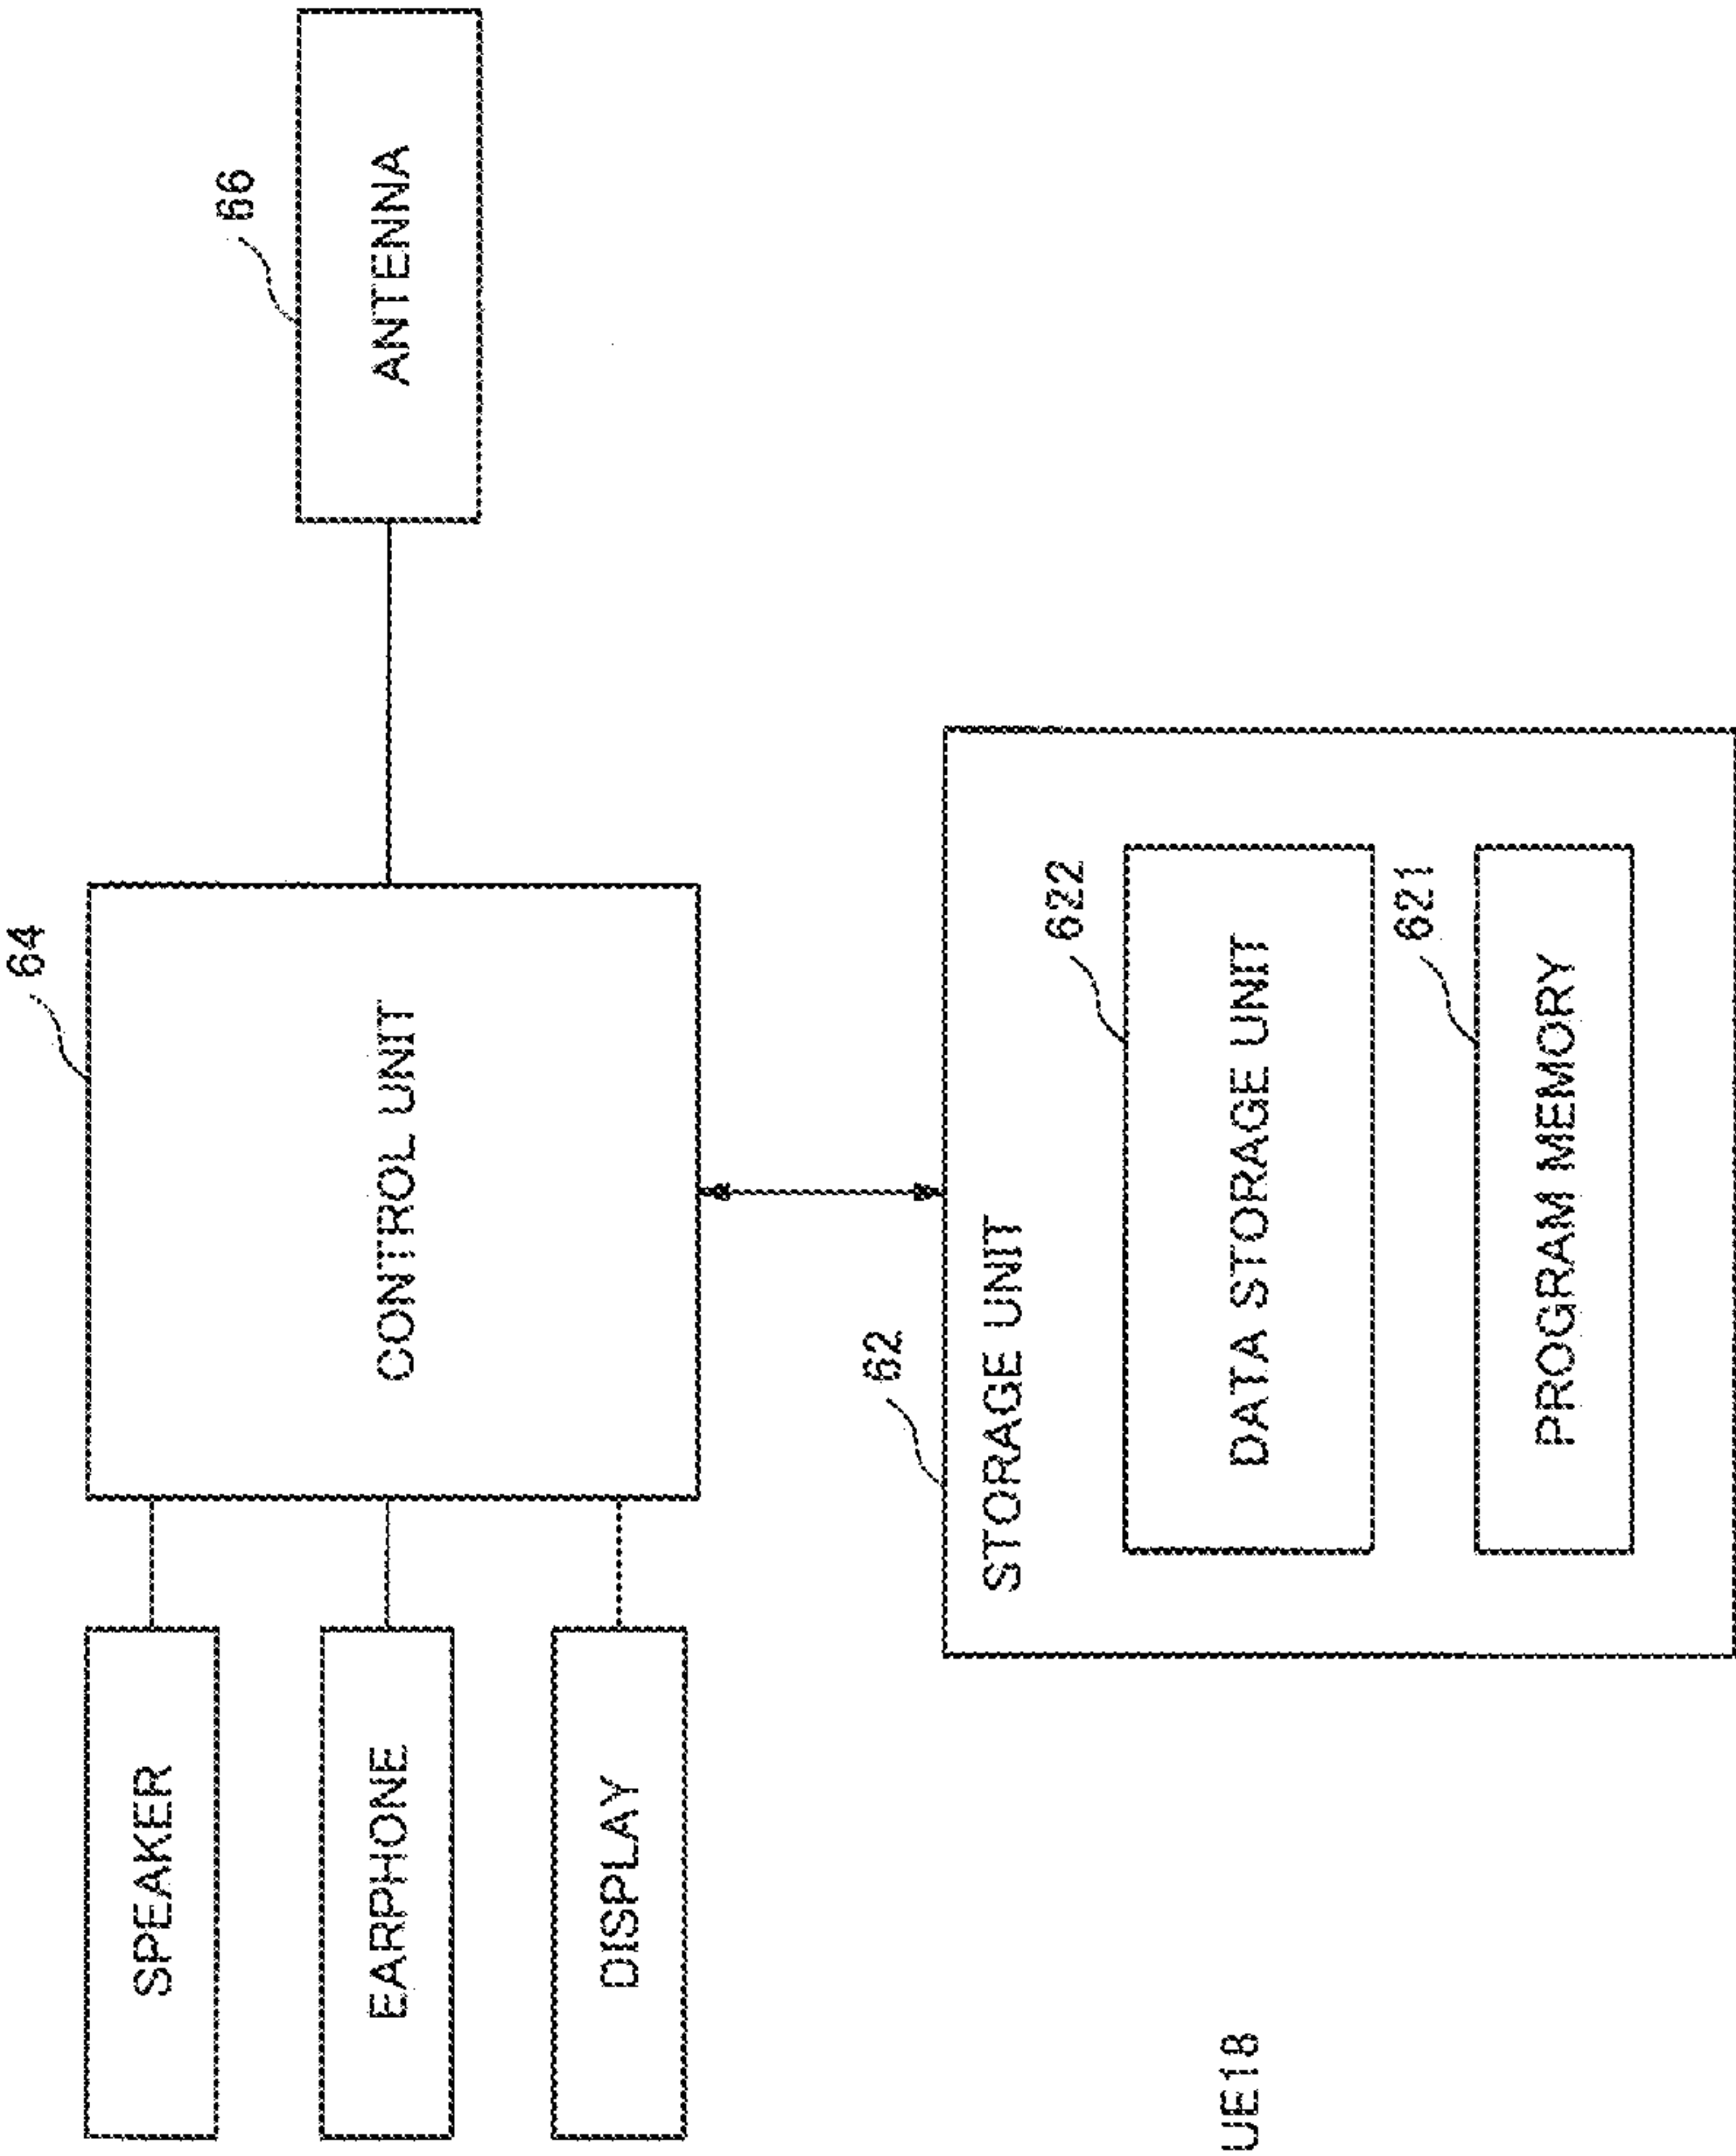 SPEAKER
EARPHONE
DISPLAY
64
CONTROL UNIT
66
ANTENNA
62
STORAGE UNIT
622
DATA STORAGE UNIT
621
PROGRAM MEMORY
UE18